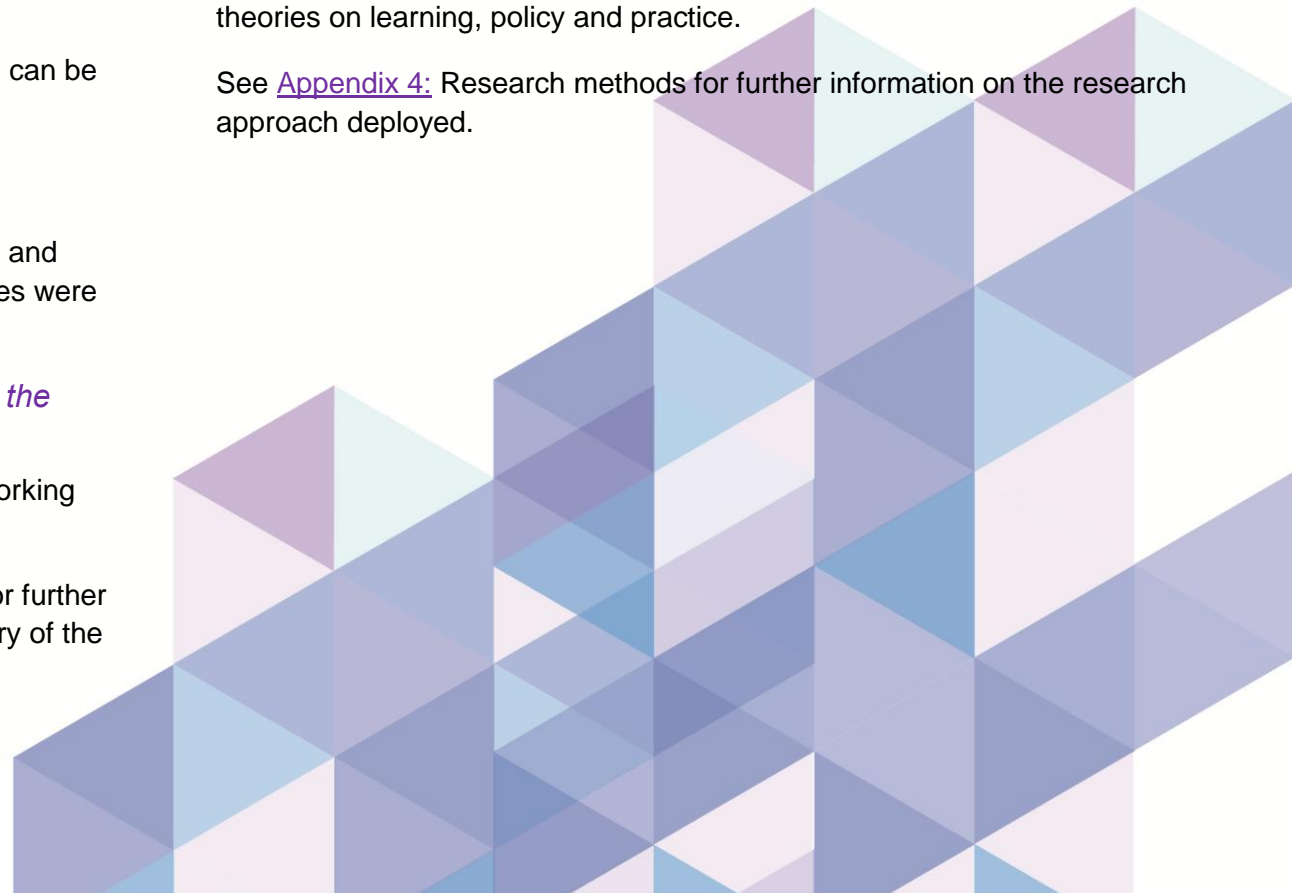 can be
and
es were
the
orking
or further
ry of the
theories on learning, policy and practice.
See Appendix 4: Research methods for further information on the research
approach deployed.